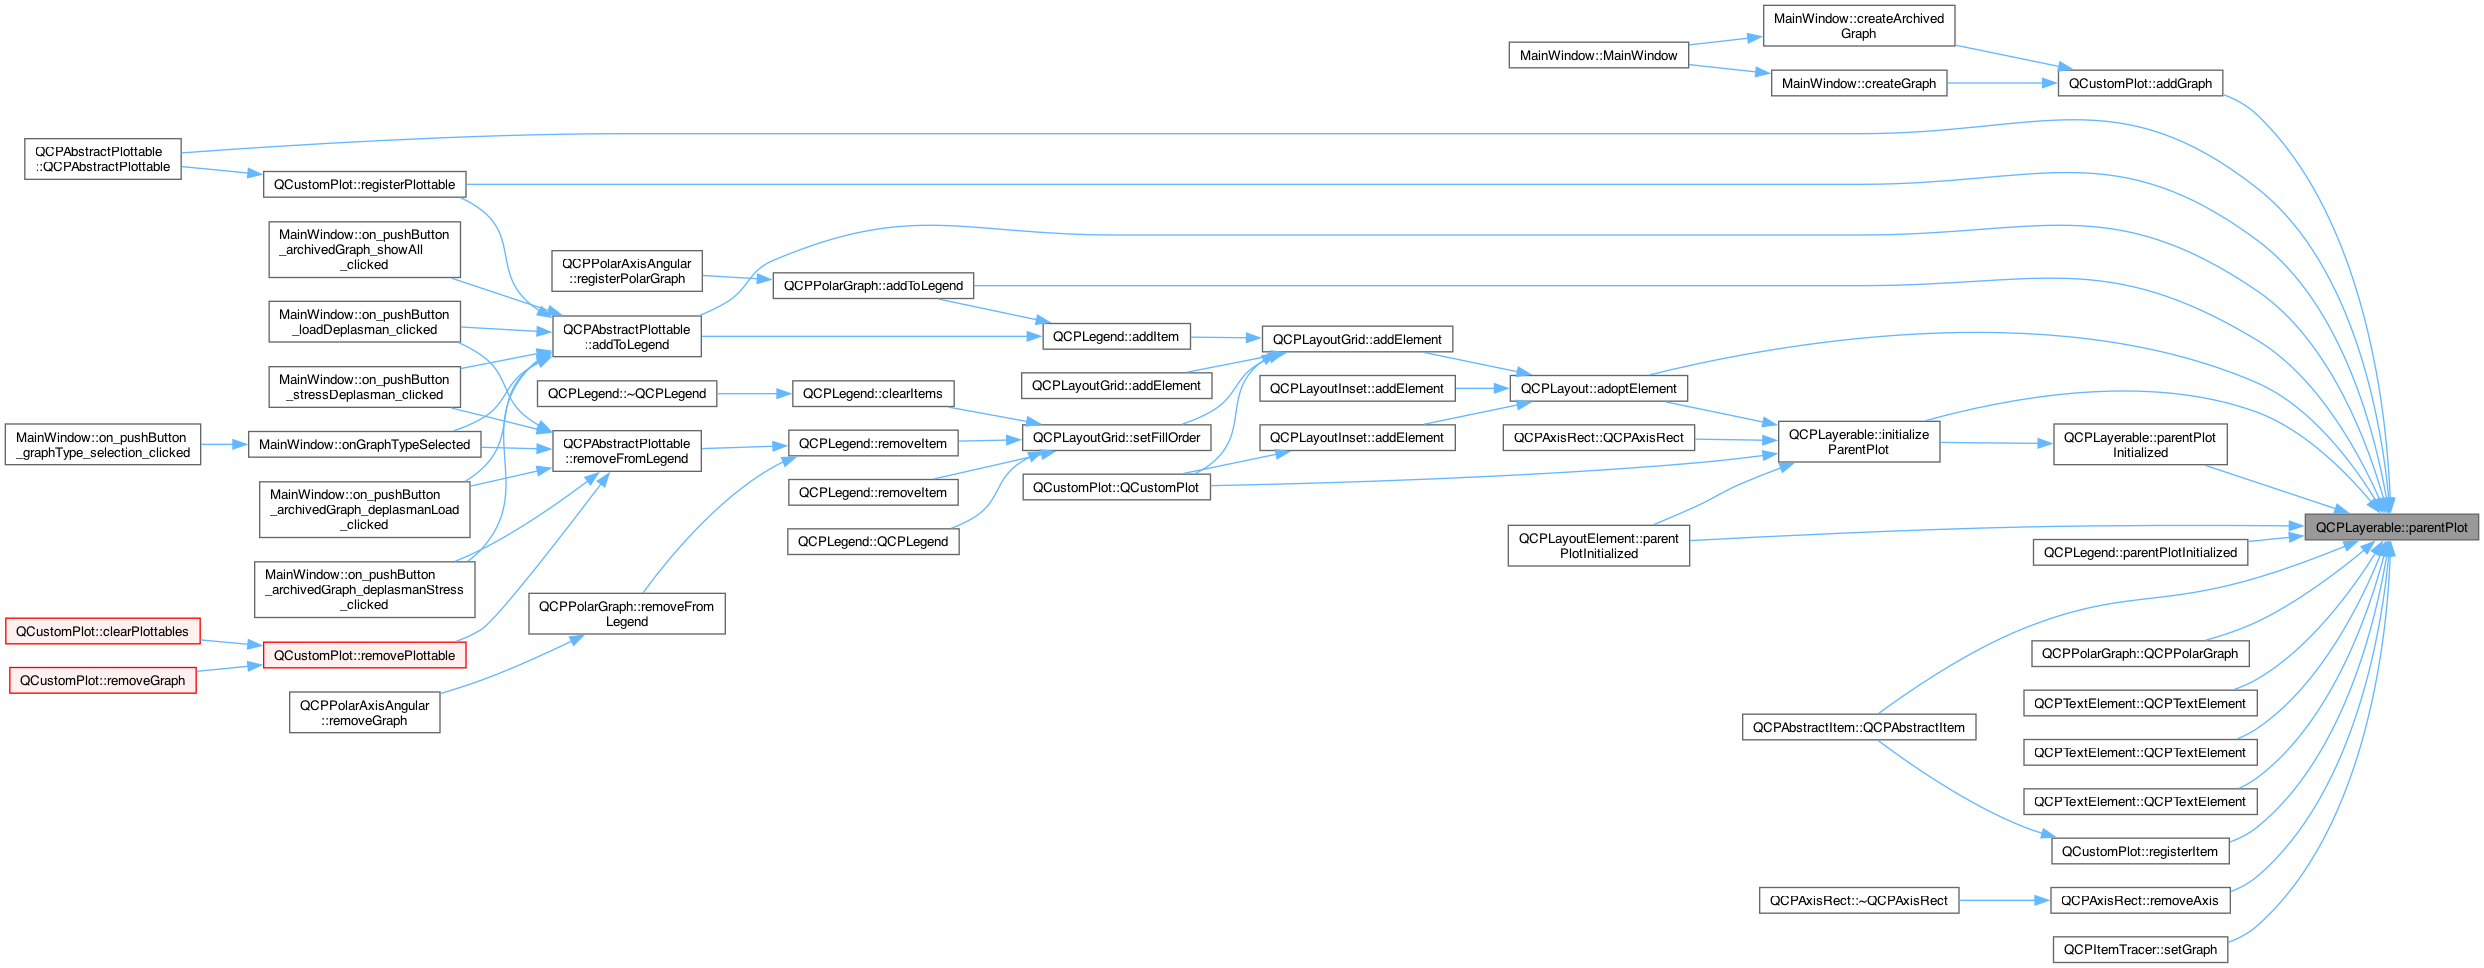 MainWindow::createArchived
Graph
MainWindow::MainWindow
MainWindow::createGraph
QCustomPlot::addGraph
QCPAbstractPlottable
::QCPAbstractPlottable
QCustomPlot::registerPlottable
MainWindow::on_pushButton
_archivedGraph_showAll
_clicked
QCPPolarAxisAngular
::registerPolarGraph
QCPPolarGraph::addToLegend
MainWindow::on_pushButton
_loadDeplasman_clicked
QCPAbstractPlottable
::addToLegend
QCPLegend::addItem
QCPLayoutGrid::addElement
MainWindow::on_pushButton
_stressDeplasman_clicked
QCPLegend::~QCPLegend
QCPLegend::clearItems
QCPLayoutGrid::addElement
QCPLayoutInset::addElement
QCPLayout::adoptElement
MainWindow::on_pushButton
_graphType_selection_clicked
MainWindow::onGraphTypeSelected
QCPAbstractPlottable
::removeFromLegend
QCPLegend::removeItem
QCPLayoutGrid::setFillOrder
QCPLayoutInset::addElement
QCPAxisRect::QCPAxisRect
QCPLayerable::initialize
ParentPlot
QCPLayerable::parentPlot
Initialized
MainWindow::on_pushButton
_archivedGraph_deplasmanLoad
_clicked
QCPLegend::removeItem
QCustomPlot::QCustomPlot
QCPLegend::QCPLegend
QCPLayoutElement::parent
PlotInitialized
QCPLegend::parentPlotInitialized
QCPLayerable::parentPlot
MainWindow::on_pushButton
_archivedGraph_deplasmanStress
_clicked
QCPPolarGraph::removeFrom
Legend
QCustomPlot::clearPlottables
QCustomPlot::removePlottable
QCustomPlot::removeGraph
QCPPolarAxisAngular
::removeGraph
QCPPolarGraph::QCPPolarGraph
QCPTextElement::QCPTextElement
QCPAbstractItem::QCPAbstractItem
QCPTextElement::QCPTextElement
QCPTextElement::QCPTextElement
QCustomPlot::registerItem
QCPAxisRect::~QCPAxisRect
QCPAxisRect::removeAxis
QCPItemTracer::setGraph